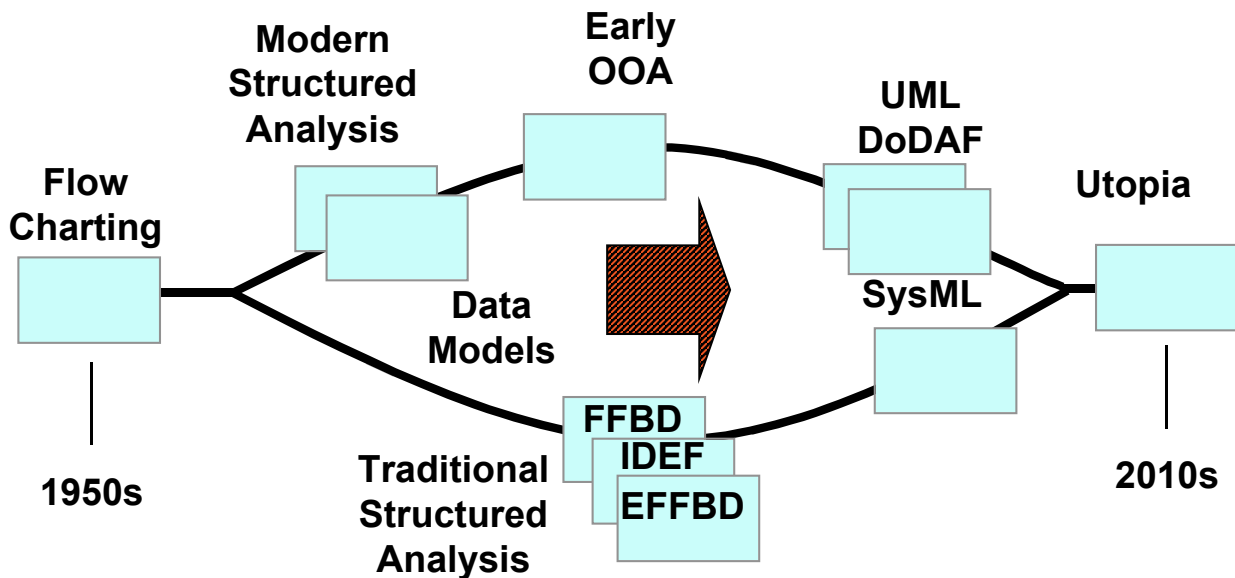 Flow
Charting
1950s
Modern
Structured
Analysis
Data
Models
Early
OOA
UML
DoDAF
SysML
FFBD
IDEF
EFFBD
Traditional
Structured
Analysis
Utopia
2010s